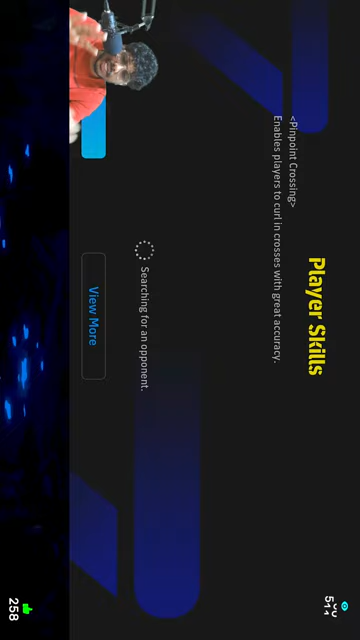 Player Skills
<Pinpoint Crossing>
Enables players to curl in crosses with great accuracy.
Searching for an opponent.
View More
258